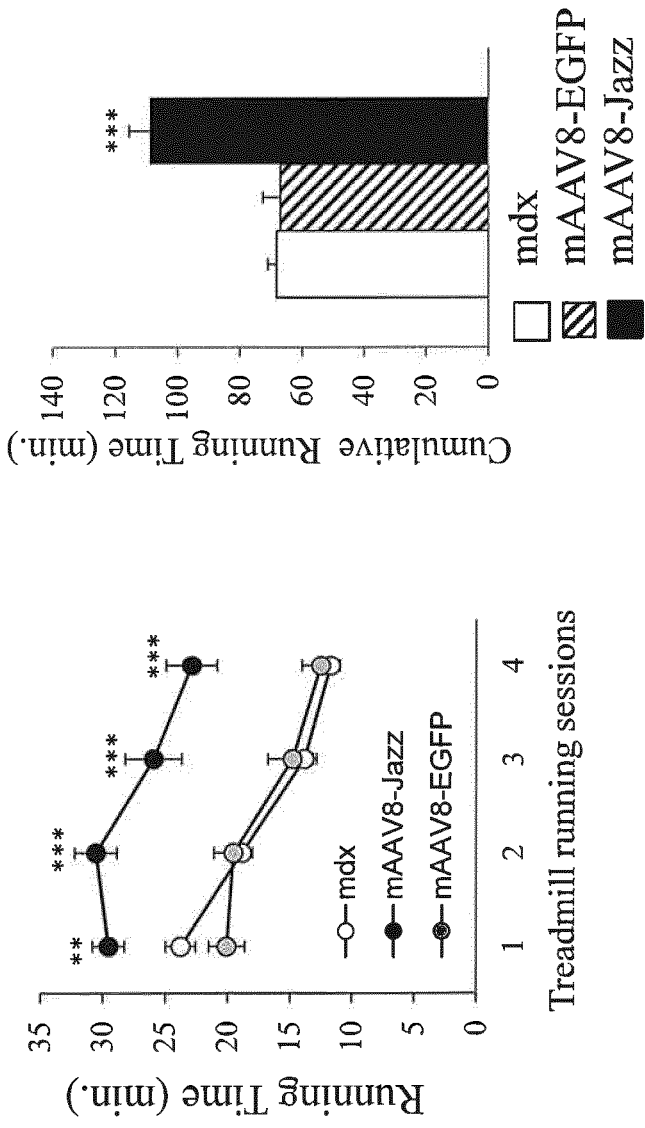 Running Time (min.)
35
30
25
20
15
10
5
0
**
***
***
***
mdx
mAAV8-Jazz
mAAV8-EGFP
1 2 3 4
Treadmill running sessions
Cumulative Running Time (min.)
140
120
100
80
60
40
20
0
***
mdx
mAAV8-EGFP
mAAV8-Jazz